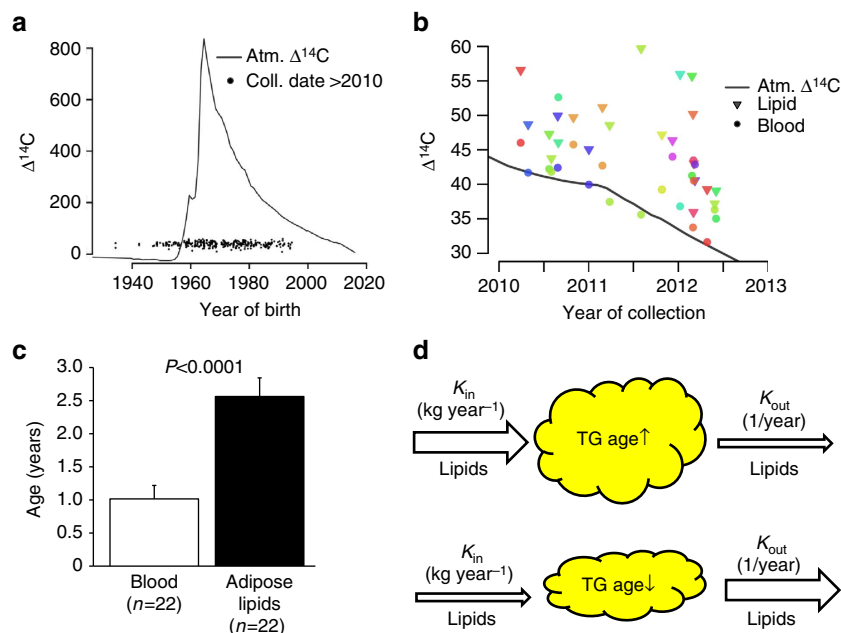 a
800
600
400
200
0
Δ¹⁴C
Atm. Δ¹⁴C
Coll. date >2010
1940 1960 1980 2000 2020
Year of birth
b
60
55
50
45
40
35
30
Δ¹⁴C
Atm. Δ¹⁴C
Lipid
Blood
2010 2011 2012 2013
Year of collection
c
3.0
2.5
2.0
1.5
1.0
0.5
0
Age (years)
P<0.0001
Blood
(n=22)
Adipose
lipids
(n=22)
d
K in
(kg year⁻¹)
Lipids
TG age↑
K out
(1/year)
Lipids
K in
(kg year⁻¹)
Lipids
TG age↓
K out
(1/year)
Lipids